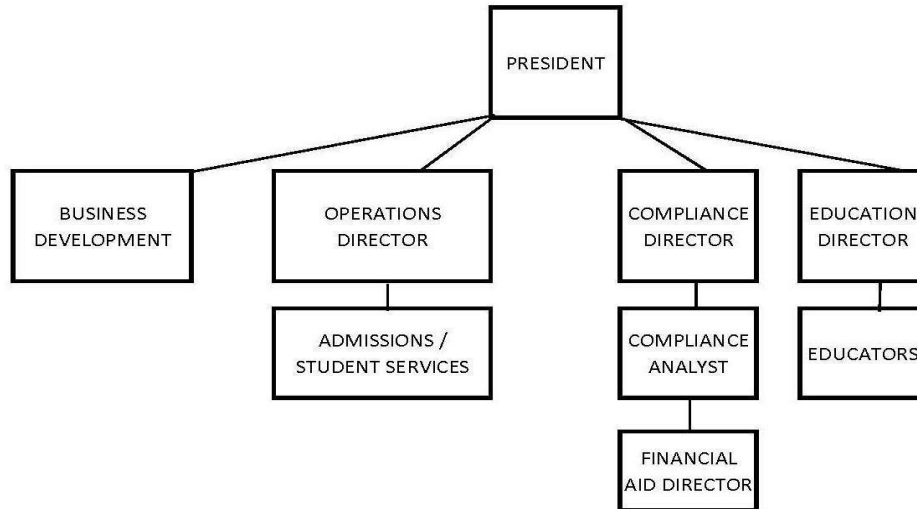 PRESIDENT
BUSINESS
DEVELOPMENT
OPERATIONS
DIRECTOR
COMPLIANCE
DIRECTOR
EDUCATION
DIRECTOR
ADMISSIONS /
STUDENT SERVICES
COMPLIANCE
ANALYST
EDUCATORS
FINANCIAL
AID DIRECTOR